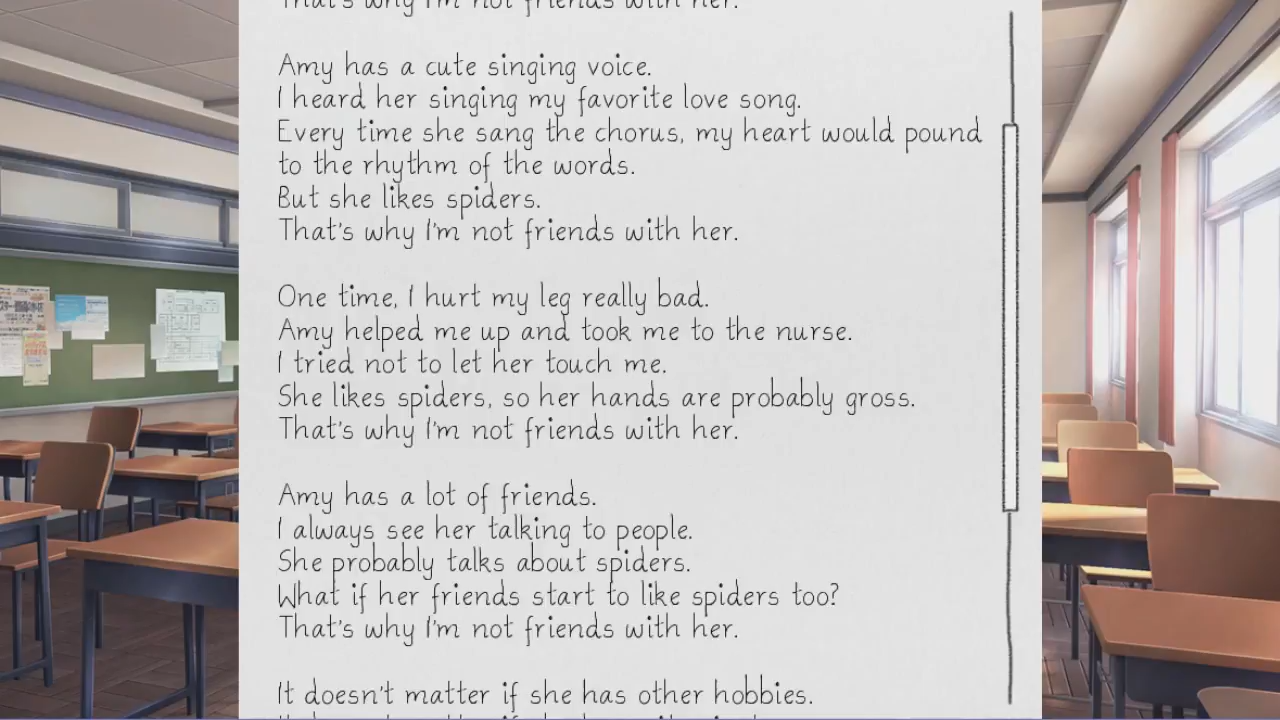 That's why I'm not friends with her.
Amy has a cute singing voice.
I heard her singing my favorite love song.
Every time she sang the chorus, my heart would pound
to the rhythm of the words.
But she likes spiders.
That's why I'm not friends with her.
One time, I hurt my leg really bad.
Amy helped me up and took me to the nurse.
I tried not to let her touch me.
She likes spiders, so her hands are probably gross.
That's why I'm not friends with her.
Amy has a lot of friends.
I always see her talking to people.
She probably talks about spiders.
What if her friends start to like spiders too?
That's why I'm not friends with her.
It doesn't matter if she has other hobbies.